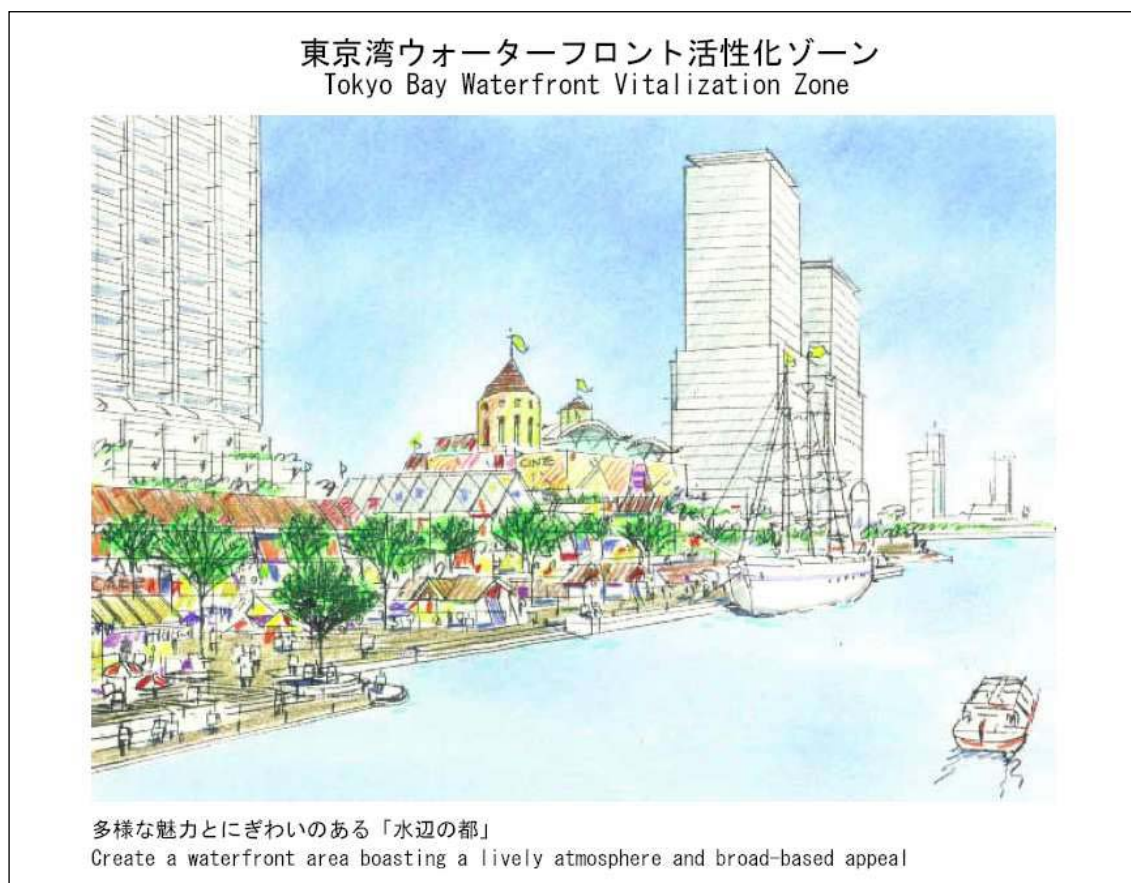 東京湾ウォーターフロント活性化ゾーン
Tokyo Bay Waterfront Vitalization Zone
CAFE
多様な魅力とにぎわいのある「水辺の都」
Create a waterfront area boasting a lively atmosphere and broad-based appeal